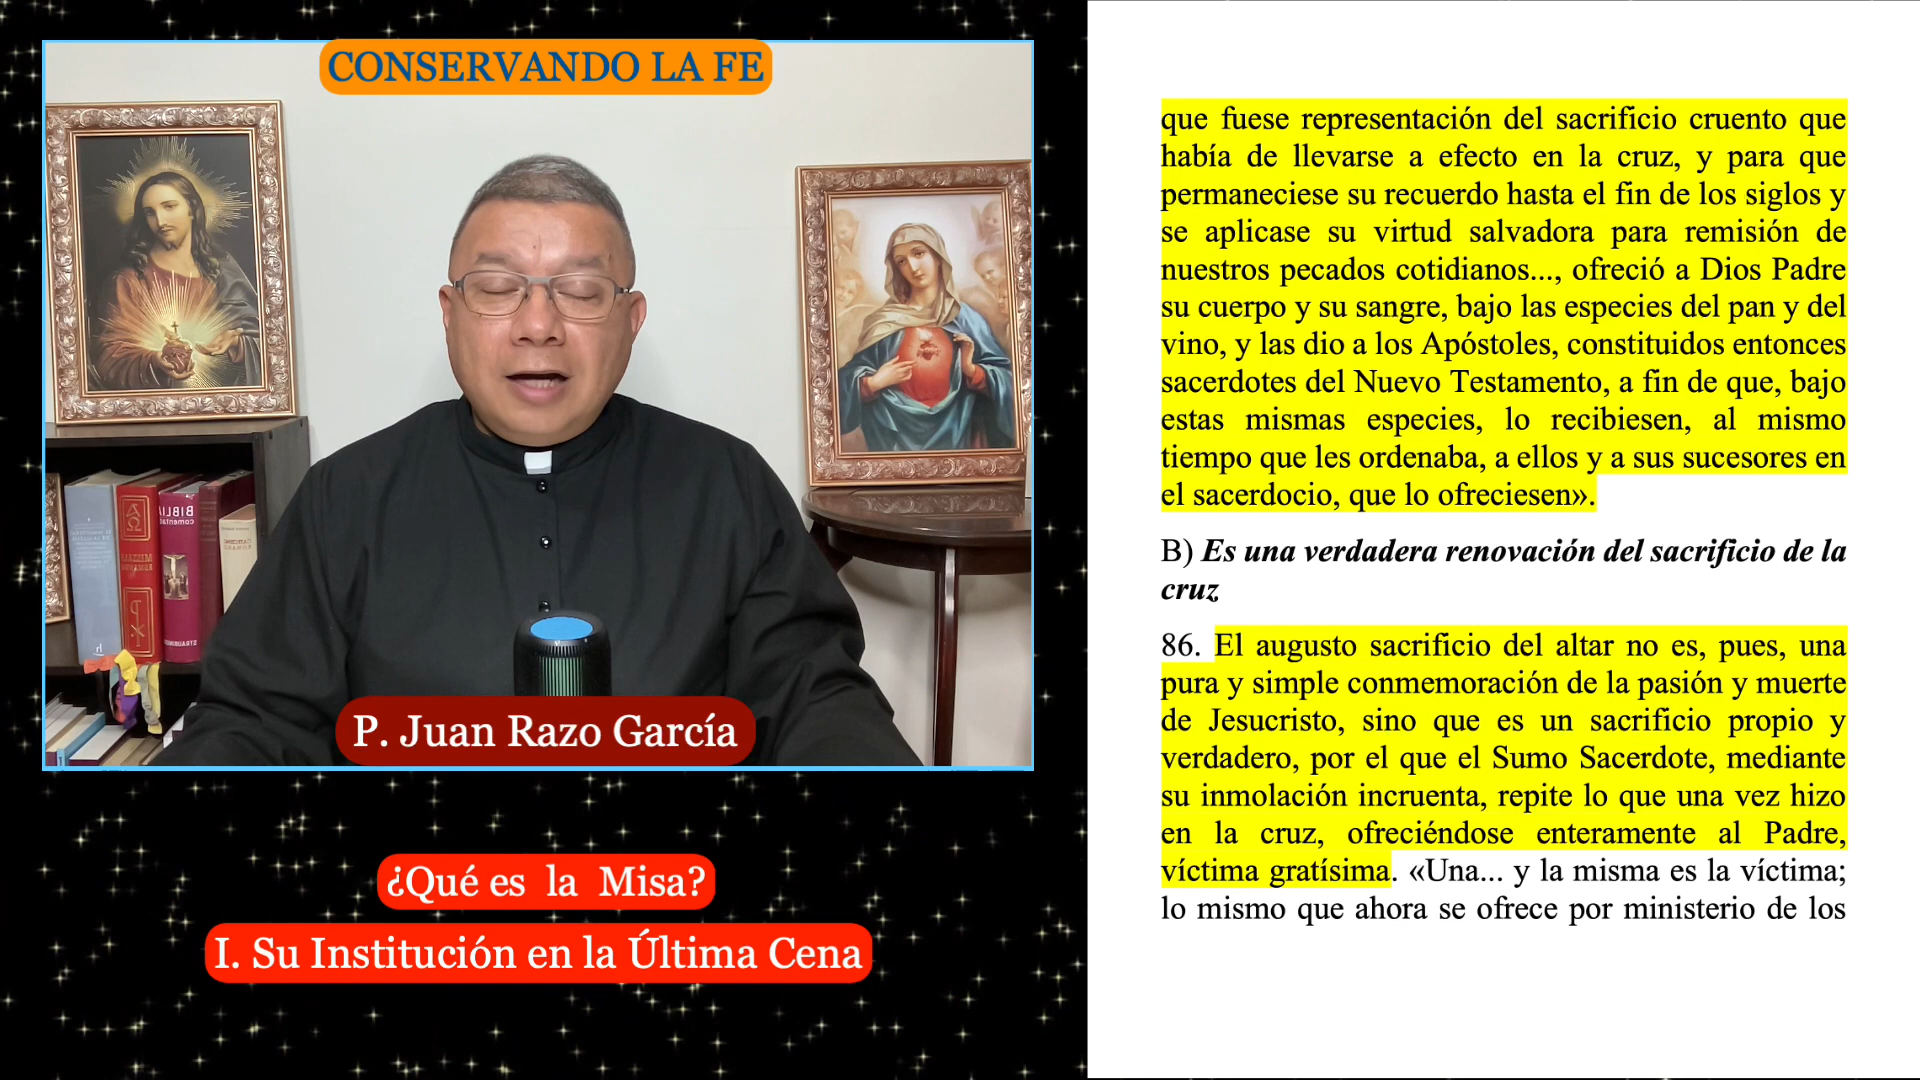 CONSERVANDO LA FE
BIBLIA
P. Juan Razo García
¿Qué es la Misa?
I. Su Institución en la Última Cena
que fuese representación del sacrificio cruento que
había de llevarse a efecto en la cruz, y para que
permaneciese su recuerdo hasta el fin de los siglos y
se aplicase su virtud salvadora para remisión de
nuestros pecados cotidianos..., ofreció a Dios Padre
su cuerpo y su sangre, bajo las especies del pan y del
vino, y las dio a los Apóstoles, constituidos entonces
sacerdotes del Nuevo Testamento, a fin de que, bajo
estas mismas especies, lo recibiesen, al mismo
tiempo que les ordenaba, a ellos y a sus sucesores en
el sacerdocio, que lo ofreciesen».
B) Es una verdadera renovación del sacrificio de la
cruz
86. El augusto sacrificio del altar no es, pues, una
pura y simple conmemoración de la pasión y muerte
de Jesucristo, sino que es un sacrificio propio y
verdadero, por el que el Sumo Sacerdote, mediante
su inmolación incruenta, repite lo que una vez hizo
en la cruz, ofreciéndose enteramente al Padre,
víctima gratísima. «Una... y la misma es la víctima;
lo mismo que ahora se ofrece por ministerio de los